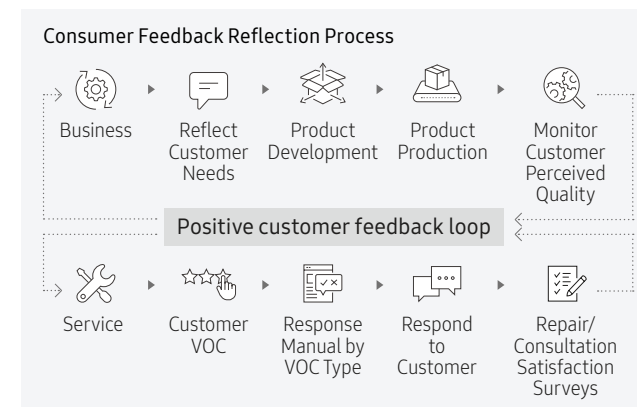 Consumer Feedback Reflection Process
Business
Reflect
Customer
Needs
Product
Development
Product
Production
Monitor
Customer
Perceived
Quality
Positive customer feedback loop
Service
Customer
VOC
Response
Manual by
VOC Type
Respond
to
Customer
Repair/
Consultation
Satisfaction
Surveys